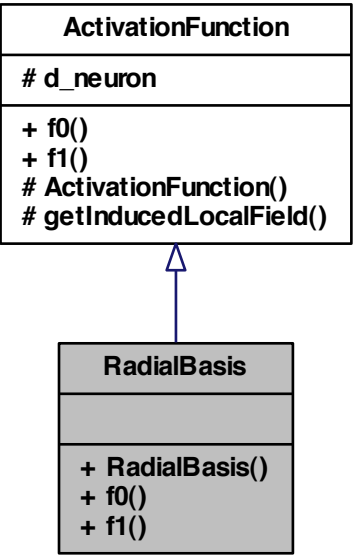 ActivationFunction
# d_neuron
+ f0()
+ f1()
# ActivationFunction()
# getInducedLocalField()
RadialBasis
+ RadialBasis()
+ f0()
+ f1()